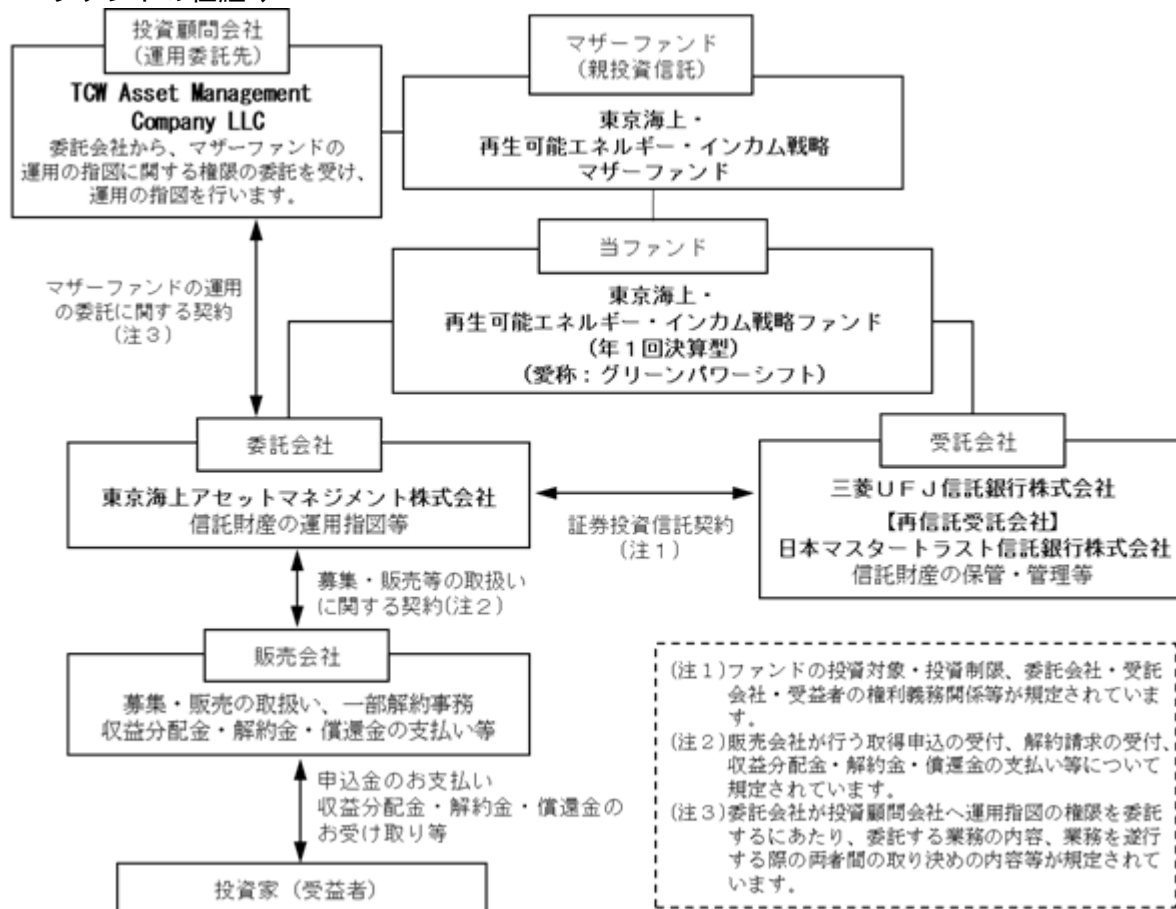 投資顧問会社
(運用委託先)
TCW Asset Management
Company LLC
委託会社から、マザーファンドの
運用の指図に関する権限の委託を受け、
運用の指図を行います。
マザーファンド
(親投資信託)
東京海上・
再生可能エネルギー・インカム戦略
マザーファンド
当ファンド
東京海上・
再生可能エネルギー・インカム戦略ファンド
(年1回決算型)
(愛称:グリーンパワーシフト)
マザーファンドの運用
の委託に関する契約
(注3)
委託会社
東京海上アセットマネジメント株式会社
信託財産の運用指図等
証券投資信託契約
(注1)
受託会社
三菱UFJ信託銀行株式会社
【再信託受託会社】
日本マスタートラスト信託銀行株式会社
信託財産の保管・管理等
募集・販売等の取扱い
に関する契約(注2)
販売会社
募集・販売の取扱い、一部解約事務
収益分配金・解約金・償還金の支払い等
申込金のお支払い
収益分配金・解約金・償還金の
お受け取り等
投資家(受益者)
(注1)ファンドの投資対象・投資制限、委託会社・受託
会社・受益者の権利義務関係等が規定されていま
す。
(注2)販売会社が行う取得申込の受付、解約請求の受付、
収益分配金・解約金・償還金の支払い等について
規定されています。
(注3)委託会社が投資顧問会社へ運用指図の権限を委託
するにあたり、委託する業務の内容、業務を遂行
する際の両者間の取り決めの内容等が規定されて
います。